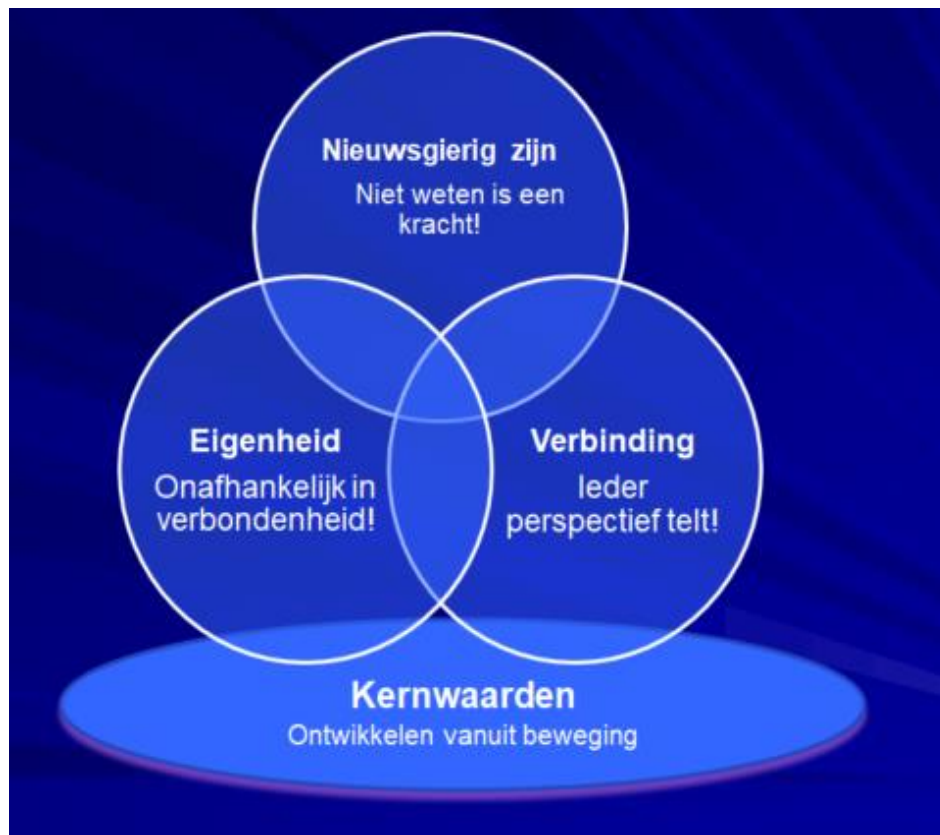 Nieuwsgierig zijn
Niet weten is een
kracht!
Eigenheid
Onafhankelijk in
verbondenheid!
Verbinding
Ieder
perspectief telt!
Kernwaarden
Ontwikkelen vanuit beweging